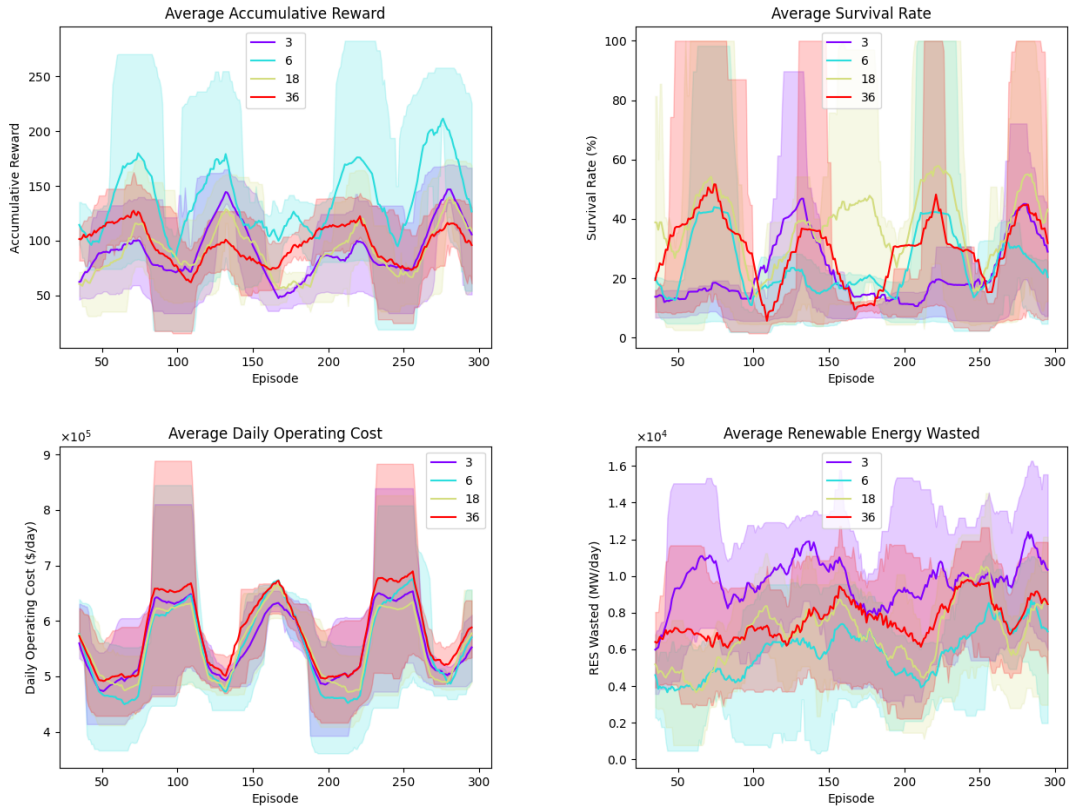 Average Accumulative Reward
Accumulative Reward
250
200
150
100
50
3
6
18
36
50 100 150 200 250 300
Episode
Average Survival Rate
Survival Rate (%)
100
80
60
40
20
0
3
6
18
36
50 100 150 200 250 300
Episode
Average Daily Operating Cost
×10⁵
Daily Operating Cost ($/day)
9
8
7
6
5
4
3
6
18
36
50 100 150 200 250 300
Episode
Average Renewable Energy Wasted
×10⁴
RES Wasted (MW/day)
1.6
1.4
1.2
1.0
0.8
0.6
0.4
0.2
0.0
3
6
18
36
50 100 150 200 250 300
Episode